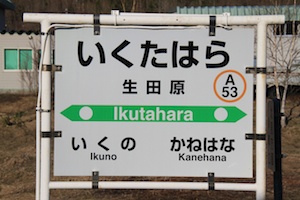 いくたはら
生田原
A
53
Ikutahara
いくの かねはな
Ikuno Kanehana